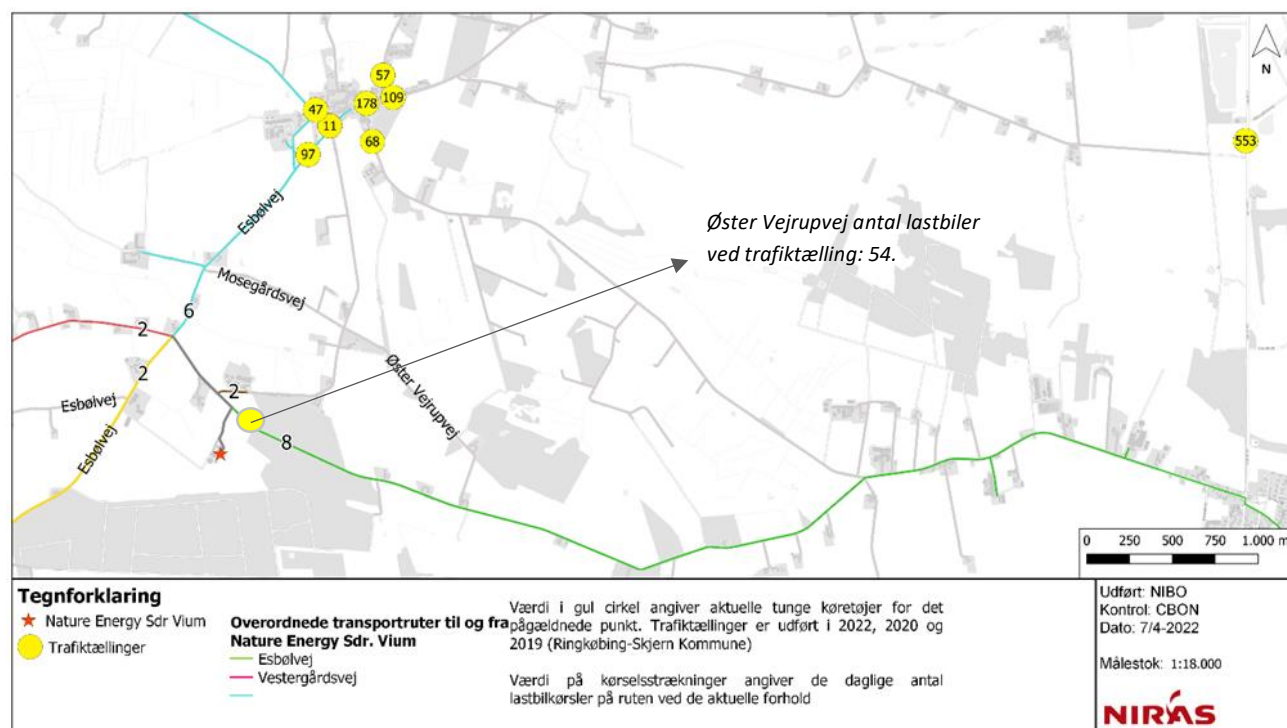 57
109
178
47
11
68
97
553
N
Esbølvej
Øster Vejrupvej antal lastbiler
ved trafiktælling: 54.
Mosegårdsvej
6
2
2
Øster Vejrupvej
2
Esbølvej
Esbølvej
8
0 250 500 750 1.000 m
Tegnforklaring
Nature Energy Sdr Vium
Trafiktællinger
Overordnede transportruter til og fra
Nature Energy Sdr. Vium
Esbølvej
Vestergårdsvej
Værdi i gul cirkel angiver aktuelle tunge køretøjer for det
pågældnede punkt. Trafiktællinger er udført i 2022, 2020 og
2019 (Ringkøbing-Skjern Kommune)
Værdi på kørselsstrækninger angiver de daglige antal
lastbilkørsler på ruten ved de aktuelle forhold
Udført: NIBO
Kontrol: CBON
Dato: 7/4-2022
Målestok: 1:18.000
NIRAS